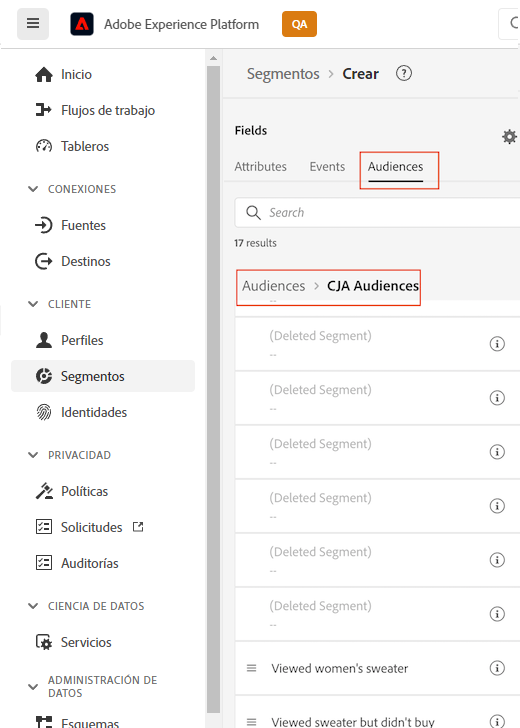 Adobe Experience Platform
QA
Inicio
Flujos de trabajo
Tableros
CONEXIONES
Fuentes
Destinos
CLIENTE
Perfiles
Segmentos
Identidades
PRIVACIDAD
Políticas
Solicitudes
Auditorías
CIENCIA DE DATOS
Servicios
ADMINISTRACIÓN DE
DATOS
Esquemas
Segmentos > Crear ?
Fields
Attributes Events Audiences
Search
17 results
Audiences > CJA Audiences
--
(Deleted Segment)
--
(Deleted Segment)
--
(Deleted Segment)
--
(Deleted Segment)
--
(Deleted Segment)
--
(Deleted Segment)
--
Viewed women's sweater
Viewed sweater but didn't buy